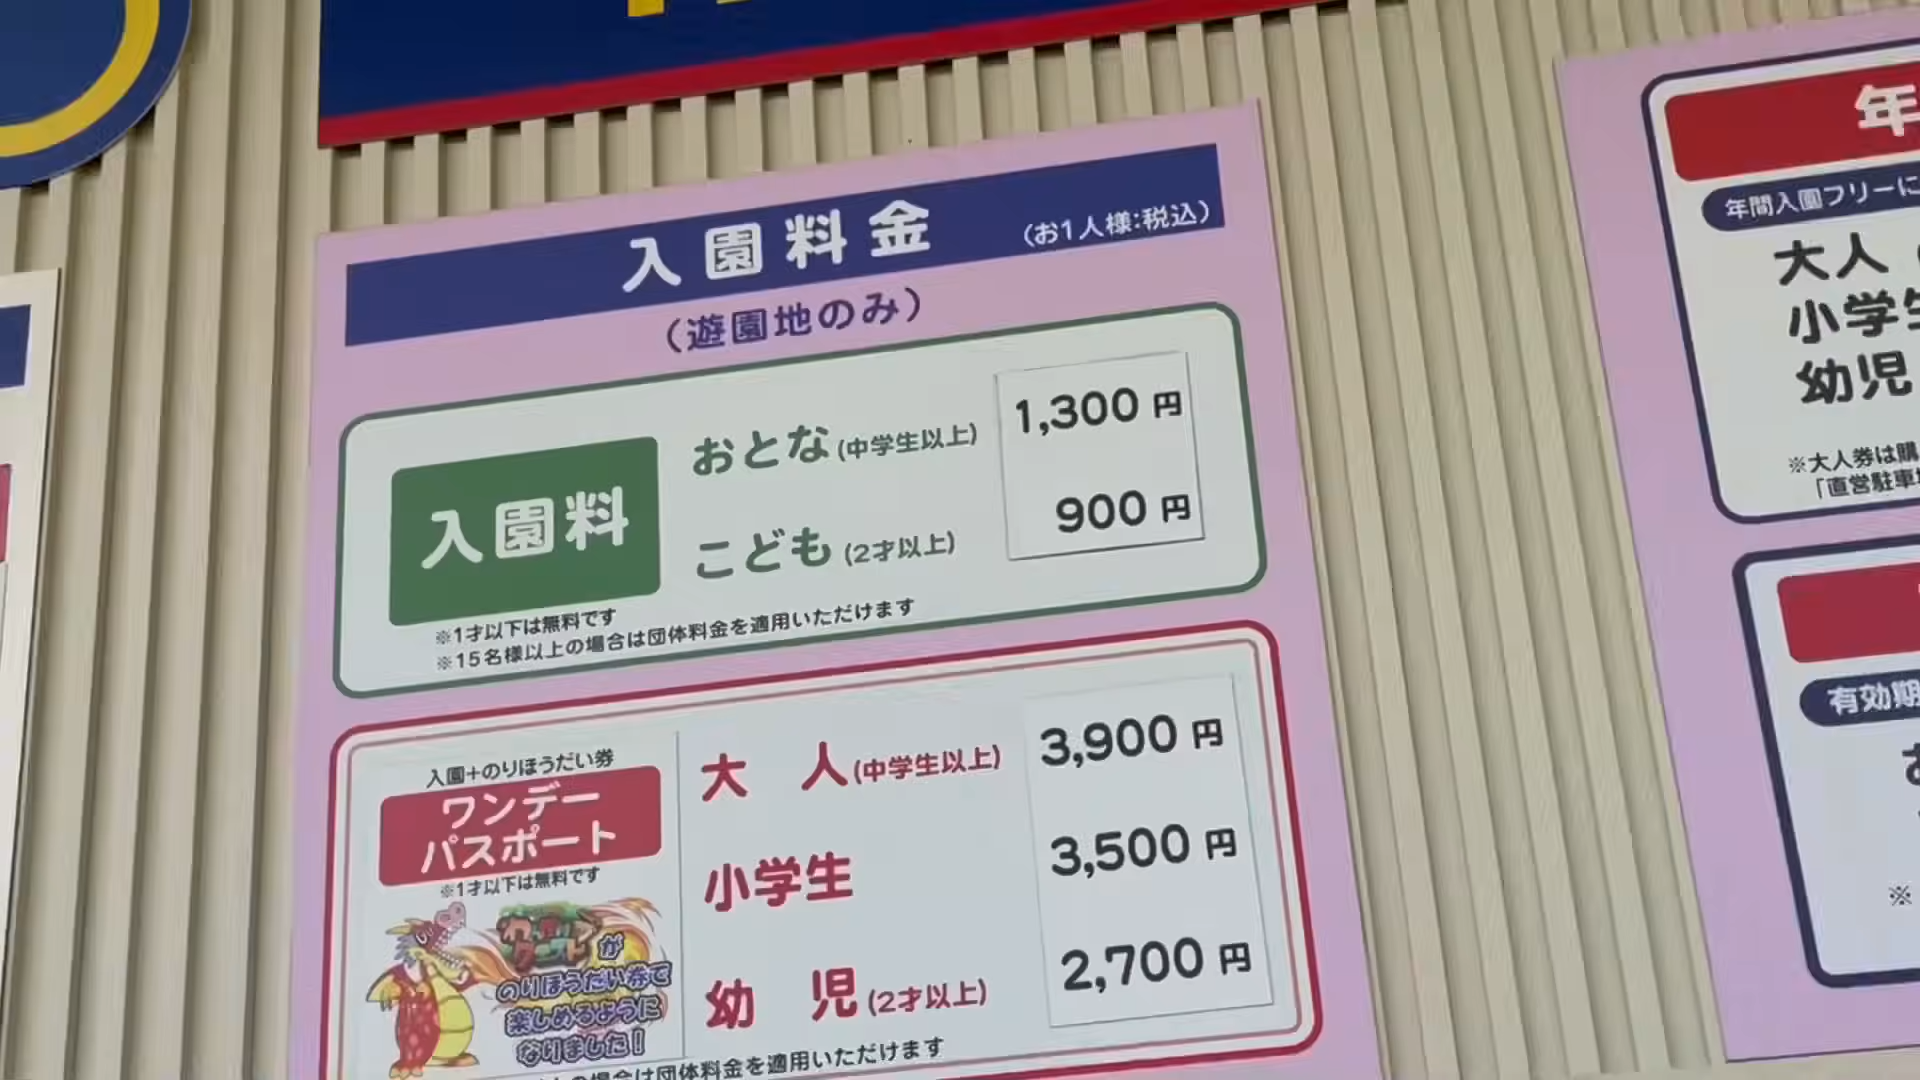 入園料金 (お1人様:税込)
(遊園地のみ)
入園料
おとな(中学生以上) 1,300円
こども(2才以上) 900円
※1才以下は無料です
※15名様以上の場合は団体料金を適用いただけます
入園+のりほうだい券
ワンデー
パスポート
※1才以下は無料です
大 人(中学生以上) 3,900円
小学生 3,500円
幼 児(2才以上) 2,700円
が
のりほうだい券で
楽しめるように
なりました!
の場合は団体料金を適用いただけます
年
年間入園フリーに
大人
小学生
幼児
※大人券は購
「直営駐車場
有効期
お
※